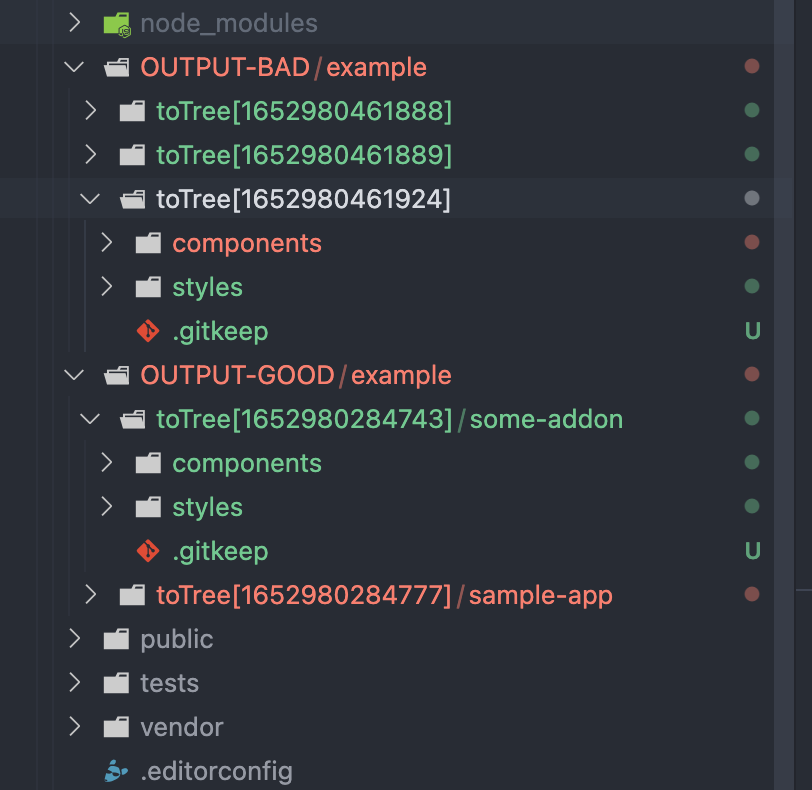 node_modules
OUTPUT-BAD/example
toTree[1652980461888]
toTree[1652980461889]
toTree[1652980461924]
components
styles
.gitkeep U
OUTPUT-GOOD/example
toTree[1652980284743]/some-addon
components
styles
.gitkeep U
toTree[1652980284777]/sample-app
public
tests
vendor
.editorconfig